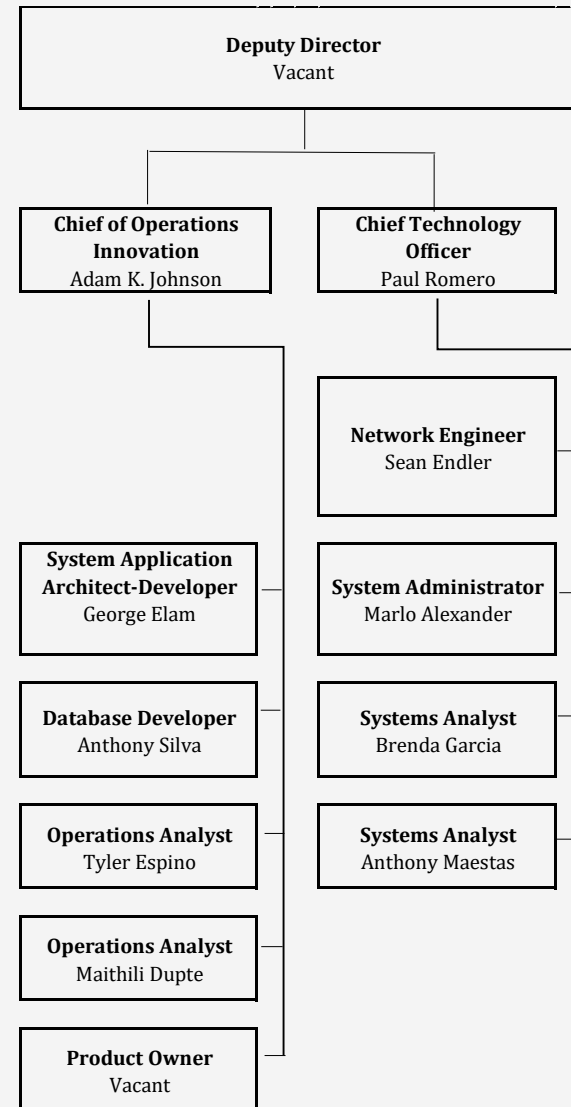 Deputy Director
Vacant
Chief of Operations
Innovation
Adam K. Johnson
Chief Technology
Officer
Paul Romero
Network Engineer
Sean Endler
System Application
Architect-Developer
George Elam
System Administrator
Marlo Alexander
Database Developer
Anthony Silva
Systems Analyst
Brenda Garcia
Operations Analyst
Tyler Espino
Systems Analyst
Anthony Maestas
Operations Analyst
Maithili Dupte
Product Owner
Vacant